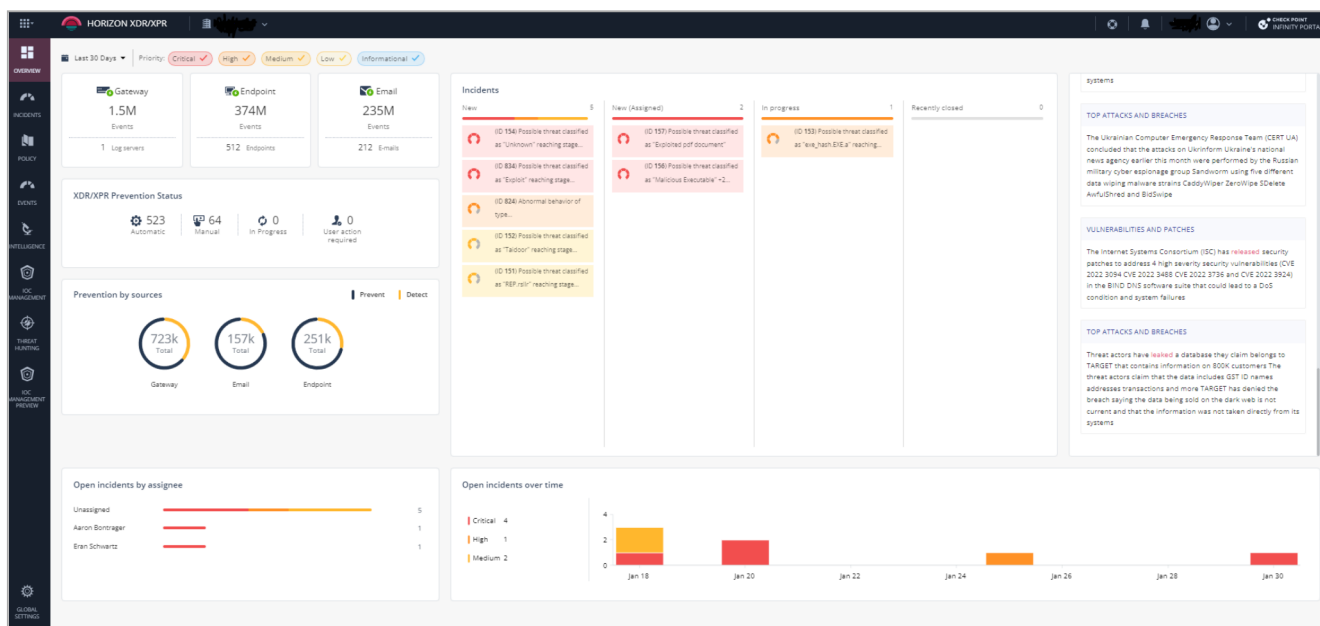 HORIZON XDR/XPR
CHECK POINT
INFINITY PORTAL
OVERVIEW
INCIDENTS
POLICY
EVENTS
INTELLIGENCE
IOC
MANAGEMENT
THREAT
HUNTING
IOC
MANAGEMENT
PREVIEW
GLOBAL
SETTINGS
Last 30 Days
Priority:
Critical
High
Medium
Low
Informational
Gateway
1.5M
Events
1 Log servers
Endpoint
374M
Events
512 Endpoints
Email
235M
Events
212 E-mails
XDR/XPR Prevention Status
523
Automatic
64
Manual
0
In Progress
0
User action
required
Prevention by sources
Prevent
Detect
723k
Total
Gateway
157k
Total
Email
251k
Total
Endpoint
Incidents
New 5
(ID 154) Possible threat classified
as "Unknown" reaching stage...
(ID 834) Possible threat classified
as "Exploit" reaching stage...
(ID 824) Abnormal behavior of
type...
(ID 152) Possible threat classified
as "Taidoor" reaching stage...
(ID 151) Possible threat classified
as "REP.rslr" reaching stage...
New (Assigned) 2
(ID 157) Possible threat classified
as "Exploited pdf document"
(ID 156) Possible threat classified
as "Malicious Executable" +2...
In progress 1
(ID 153) Possible threat classified
as "exe_hash.EXE.a" reaching...
Recently closed 0
systems
TOP ATTACKS AND BREACHES
The Ukrainian Computer Emergency Response Team (CERT UA)
concluded that the attacks on Ukrinform Ukraine's national
news agency earlier this month were performed by the Russian
military cyber espionage group Sandworm using five different
data wiping malware strains CaddyWiper ZeroWipe SDelete
AwfulShred and BidSwipe
VULNERABILITIES AND PATCHES
The Internet Systems Consortium (ISC) has released security
patches to address 4 high severity security vulnerabilities (CVE
2022 3094 CVE 2022 3488 CVE 2022 3736 and CVE 2022 3924)
in the BIND DNS software suite that could lead to a DoS
condition and system failures
TOP ATTACKS AND BREACHES
Threat actors have leaked a database they claim belongs to
TARGET that contains information on 800K customers The
threat actors claim that the data includes GST ID names
addresses transactions and more TARGET has denied the
breach saying the data being sold on the dark web is not
current and that the information was not taken directly from its
systems
Open incidents by assignee
Unassigned 5
Aaron Bontrager 1
Eran Schwartz 1
Open incidents over time
Critical 4
High 1
Medium 2
4
2
0
Jan 18
Jan 20
Jan 22
Jan 24
Jan 26
Jan 28
Jan 30